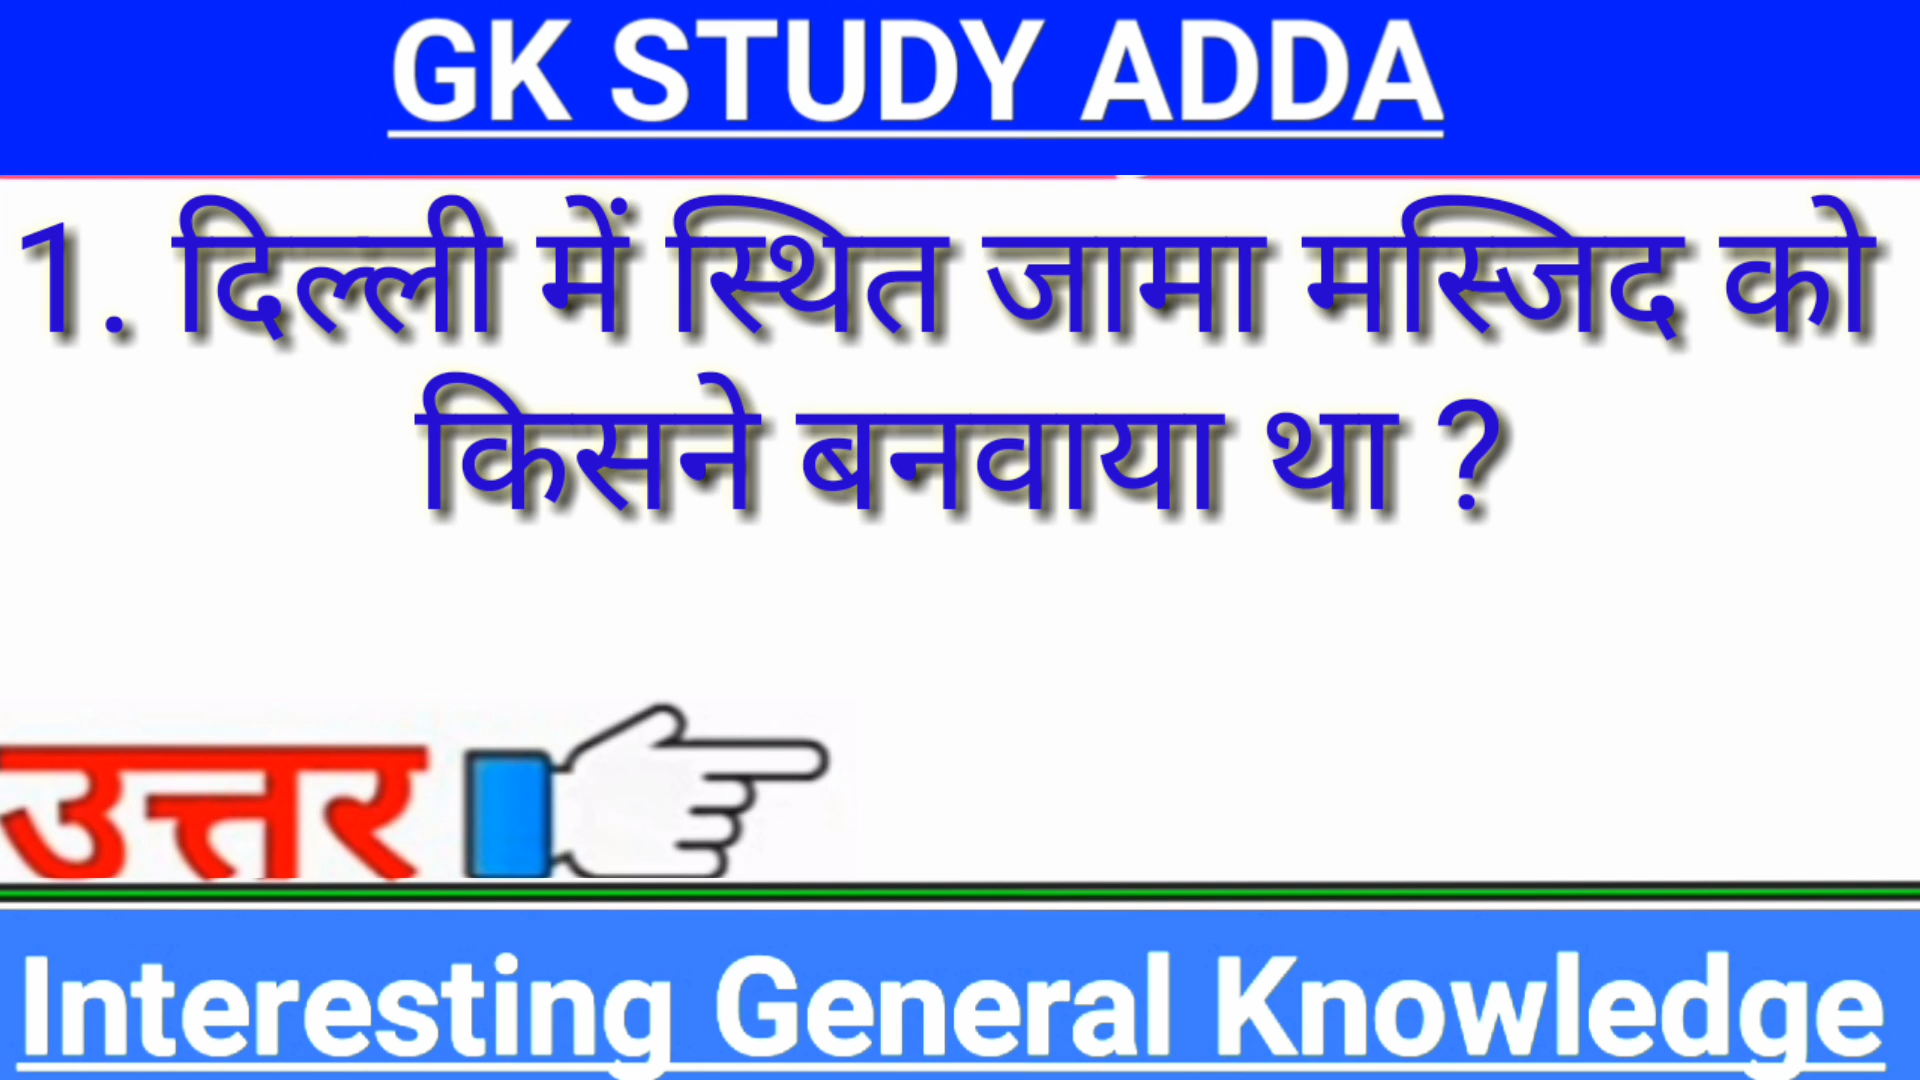 GK STUDY ADDA
1. दिल्ली में स्थित जामा मस्जिद को
किसने बनवाया था ?
उत्तर
Interesting General Knowledge